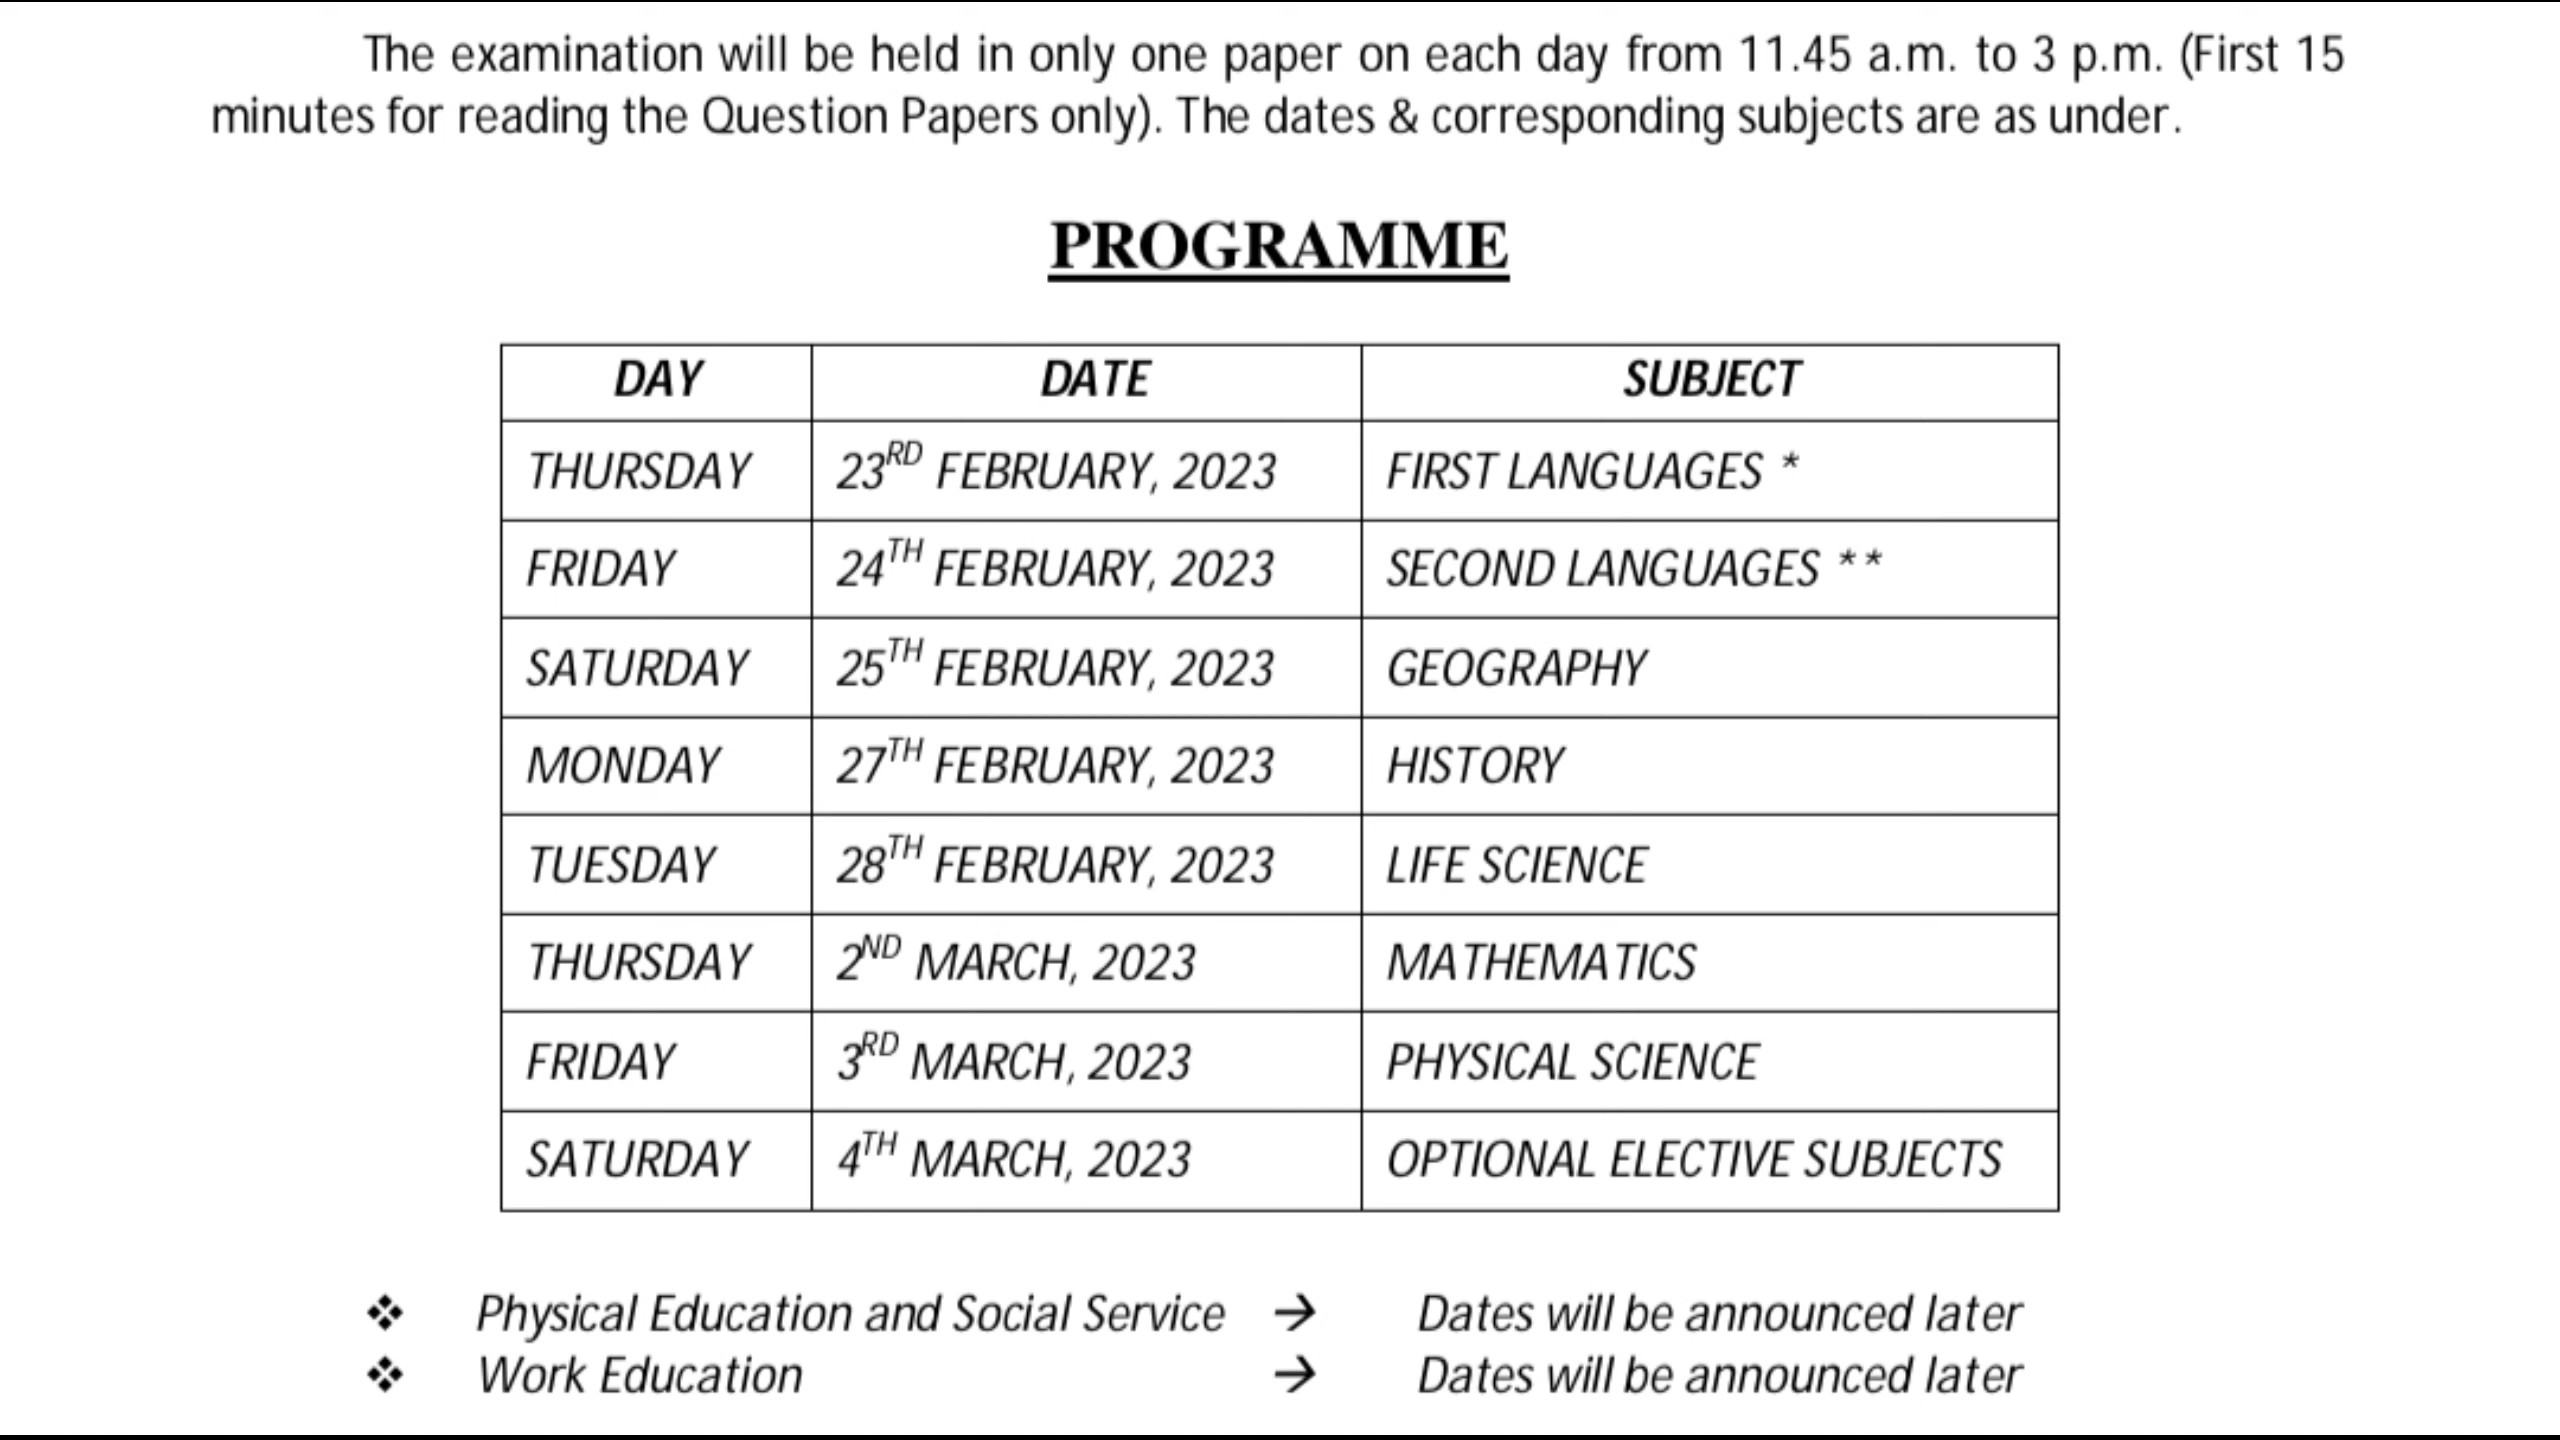 The examination will be held in only one paper on each day from 11.45 a.m. to 3 p.m. (First 15
minutes for reading the Question Papers only). The dates & corresponding subjects are as under.
PROGRAMME
DAY DATE SUBJECT
THURSDAY 23RD FEBRUARY, 2023 FIRST LANGUAGES *
FRIDAY 24TH FEBRUARY, 2023 SECOND LANGUAGES **
SATURDAY 25TH FEBRUARY, 2023 GEOGRAPHY
MONDAY 27TH FEBRUARY, 2023 HISTORY
TUESDAY 28TH FEBRUARY, 2023 LIFE SCIENCE
THURSDAY 2ND MARCH, 2023 MATHEMATICS
FRIDAY 3RD MARCH, 2023 PHYSICAL SCIENCE
SATURDAY 4TH MARCH, 2023 OPTIONAL ELECTIVE SUBJECTS
❖ Physical Education and Social Service → Dates will be announced later
❖ Work Education → Dates will be announced later